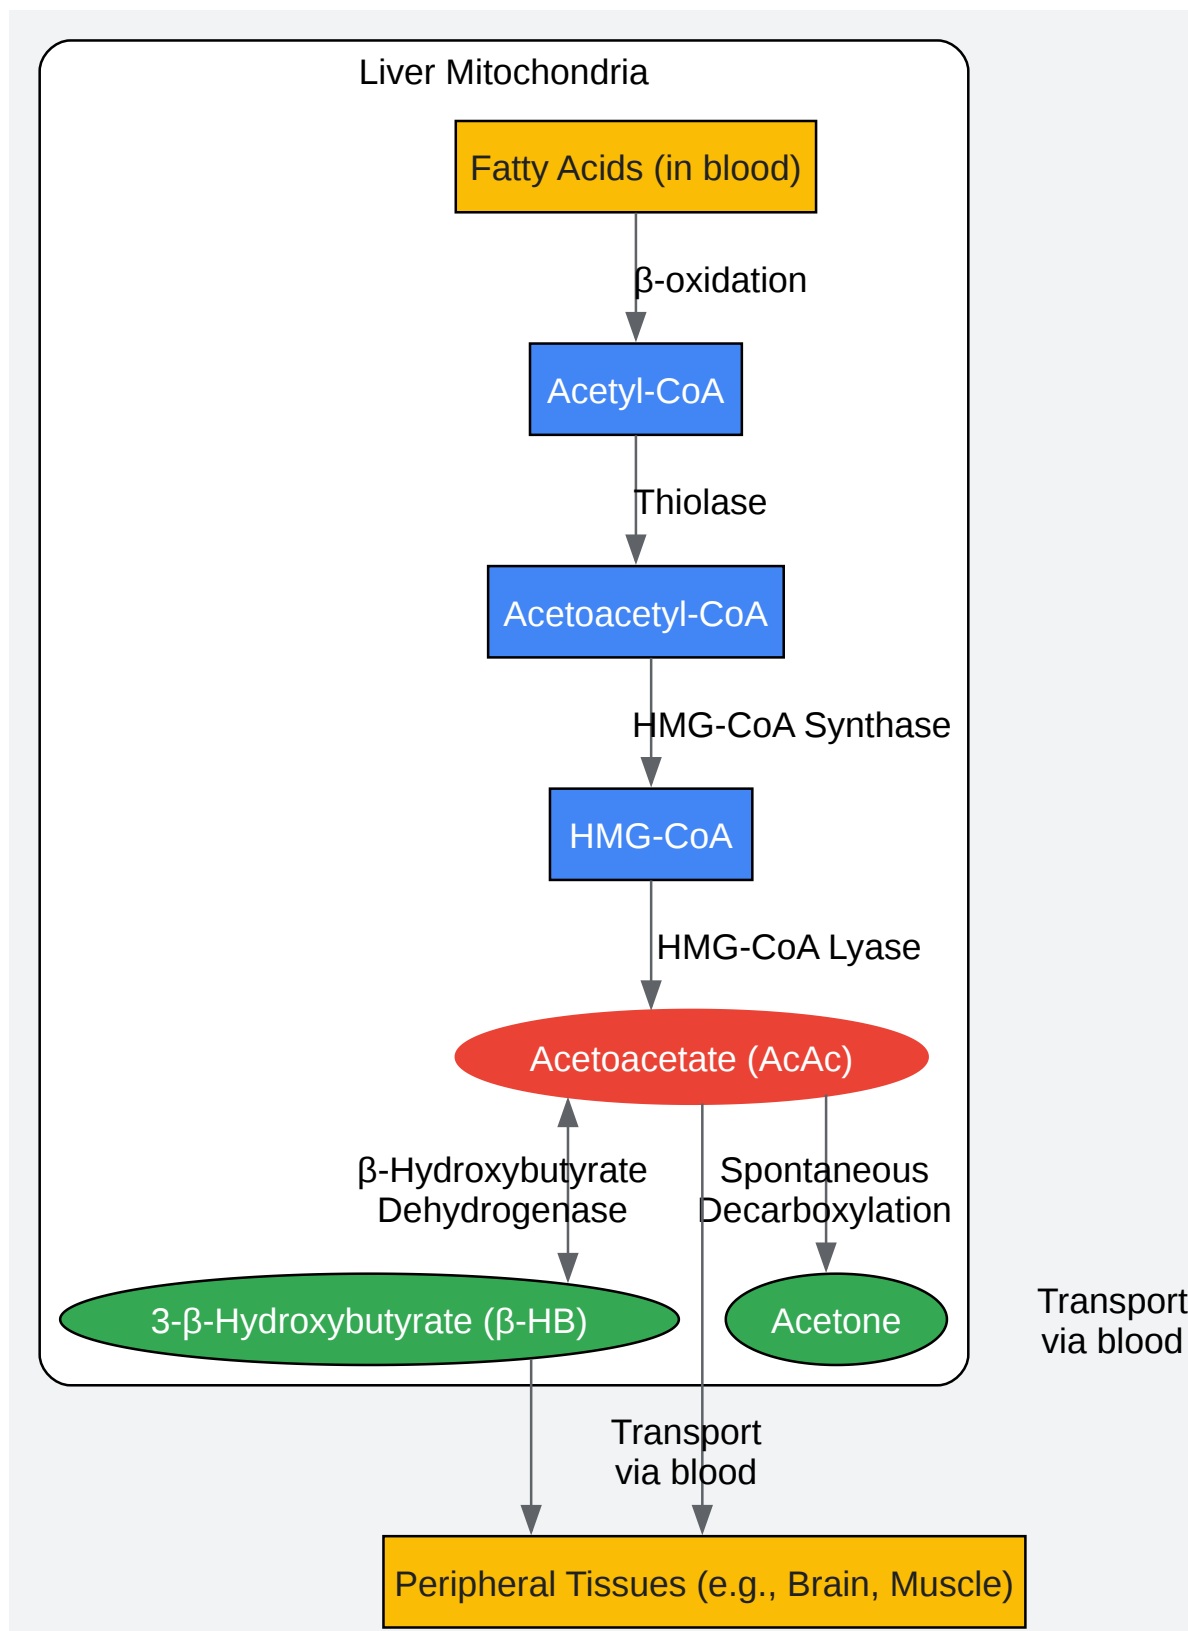 Liver Mitochondria
Fatty Acids (in blood)
β-oxidation
Acetyl-CoA
Thiolase
Acetoacetyl-CoA
HMG-CoA Synthase
HMG-CoA
HMG-CoA Lyase
Acetoacetate (AcAc)
β-Hydroxybutyrate
Dehydrogenase
Spontaneous
Decarboxylation
3-β-Hydroxybutyrate (β-HB)
Acetone
Transport
via blood
Transport
via blood
Peripheral Tissues (e.g., Brain, Muscle)